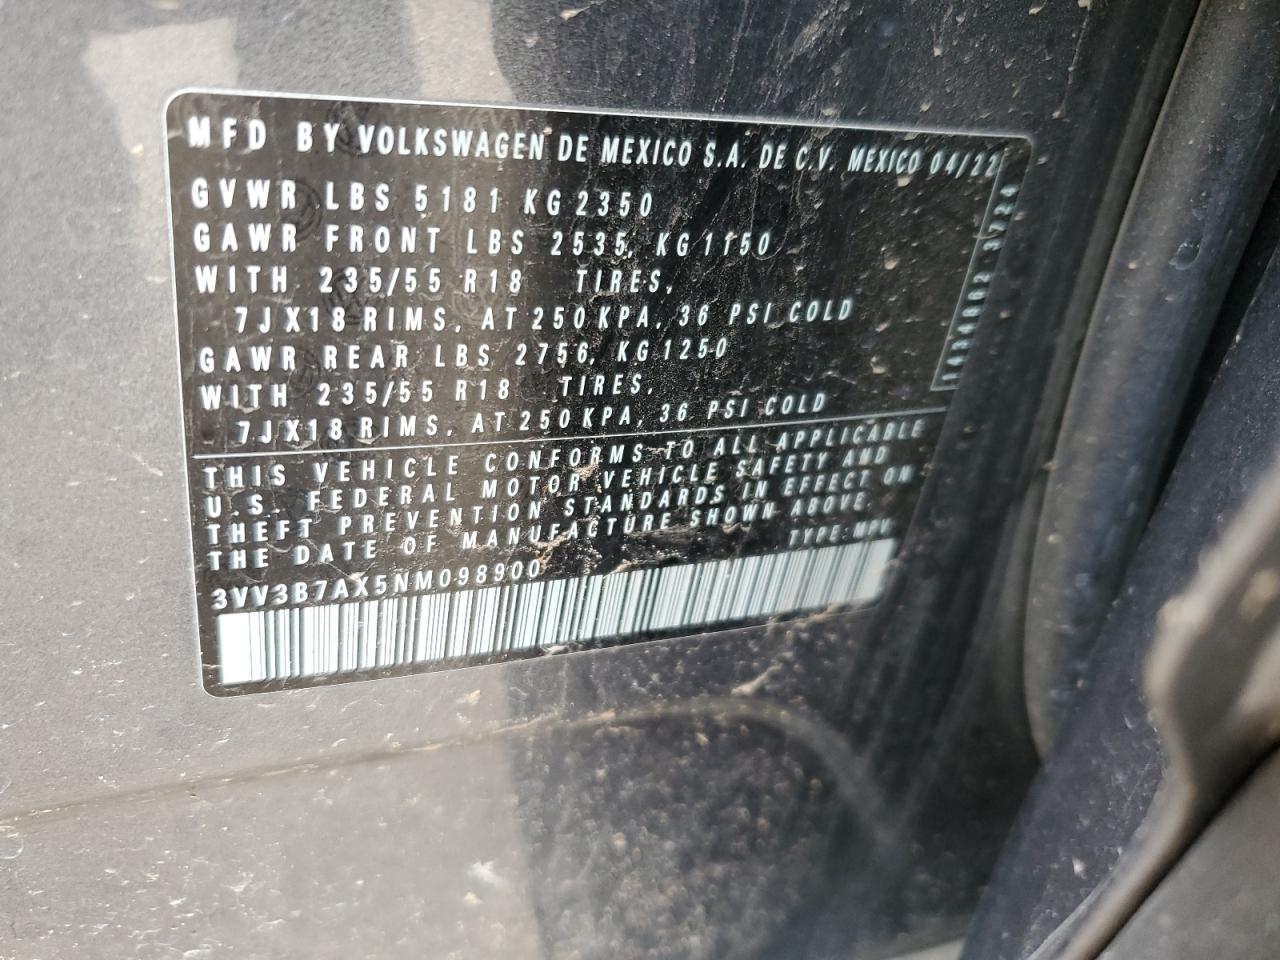 MFD BY VOLKSWAGEN DE MEXICO S.A. DE C.V. MEXICO 04/22
GVWR LBS 5181 KG 2350
GAWR FRONT LBS 2535, KG 1150
WITH 235/55 R18 TIRES,
7JX18 RIMS, AT 250 KPA, 36 PSI COLD
GAWR REAR LBS 2756, KG 1250
WITH 235/55 R18 TIRES,
7JX18 RIMS, AT 250 KPA, 36 PSI COLD
THIS VEHICLE CONFORMS TO ALL APPLICABLE
U.S. FEDERAL MOTOR VEHICLE SAFETY AND
THEFT PREVENTION STANDARDS IN EFFECT ON
THE DATE OF MANUFACTURE SHOWN ABOVE
TYPE: MPV
3VV3B7AX5NM098900